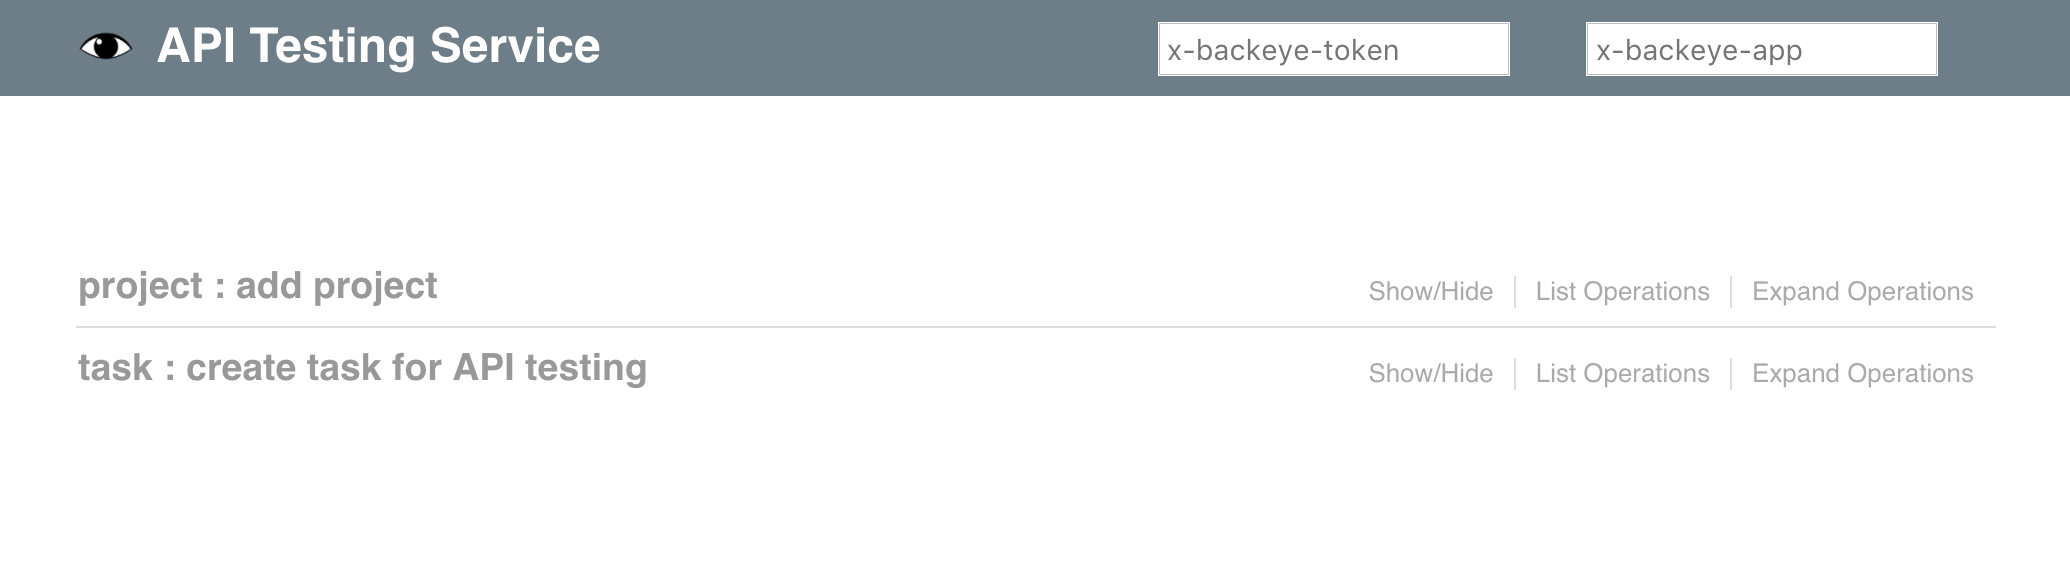 API Testing Service x-backeye-token x-backeye-app
project : add project Show/Hide List Operations Expand Operations
task : create task for API testing Show/Hide List Operations Expand Operations